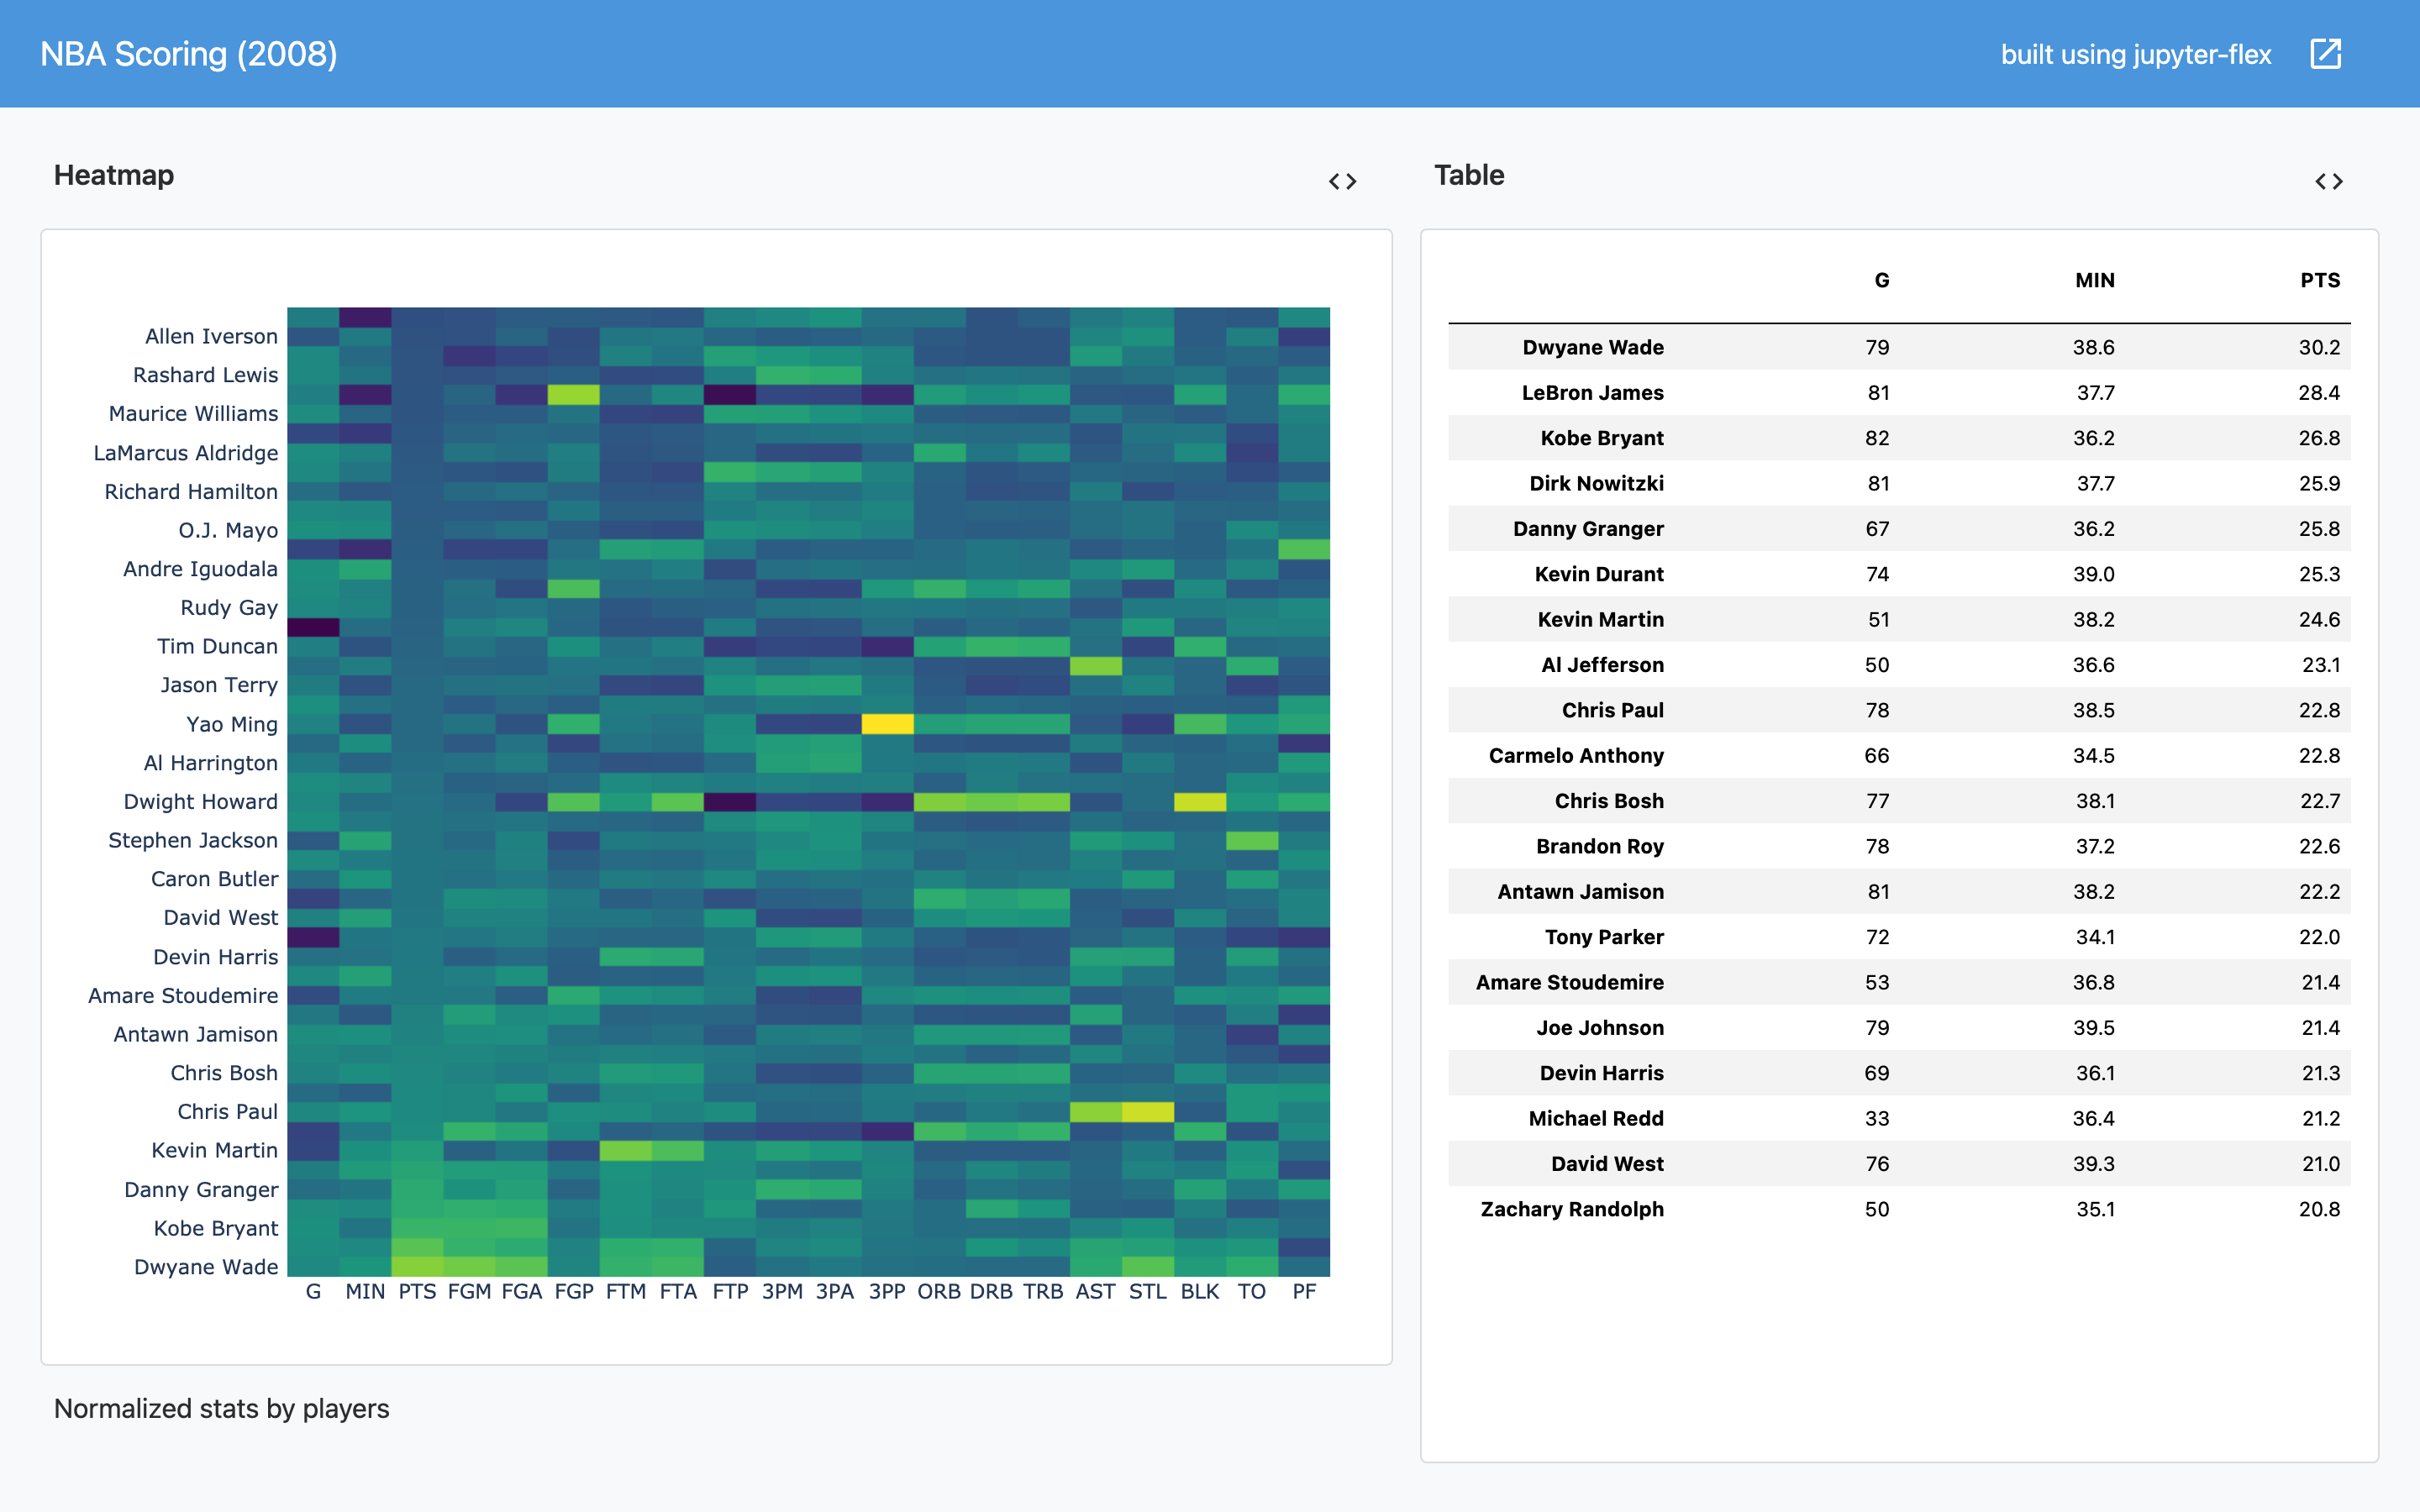 NBA Scoring (2008)
built using jupyter-flex
Heatmap
Allen Iverson
Rashard Lewis
Maurice Williams
LaMarcus Aldridge
Richard Hamilton
O.J. Mayo
Andre Iguodala
Rudy Gay
Tim Duncan
Jason Terry
Yao Ming
Al Harrington
Dwight Howard
Stephen Jackson
Caron Butler
David West
Devin Harris
Amare Stoudemire
Antawn Jamison
Chris Bosh
Chris Paul
Kevin Martin
Danny Granger
Kobe Bryant
Dwyane Wade
G MIN PTS FGM FGA FGP FTM FTA FTP 3PM 3PA 3PP ORB DRB TRB AST STL BLK TO PF
Normalized stats by players
Table
G MIN PTS
Dwyane Wade 79 38.6 30.2
LeBron James 81 37.7 28.4
Kobe Bryant 82 36.2 26.8
Dirk Nowitzki 81 37.7 25.9
Danny Granger 67 36.2 25.8
Kevin Durant 74 39.0 25.3
Kevin Martin 51 38.2 24.6
Al Jefferson 50 36.6 23.1
Chris Paul 78 38.5 22.8
Carmelo Anthony 66 34.5 22.8
Chris Bosh 77 38.1 22.7
Brandon Roy 78 37.2 22.6
Antawn Jamison 81 38.2 22.2
Tony Parker 72 34.1 22.0
Amare Stoudemire 53 36.8 21.4
Joe Johnson 79 39.5 21.4
Devin Harris 69 36.1 21.3
Michael Redd 33 36.4 21.2
David West 76 39.3 21.0
Zachary Randolph 50 35.1 20.8